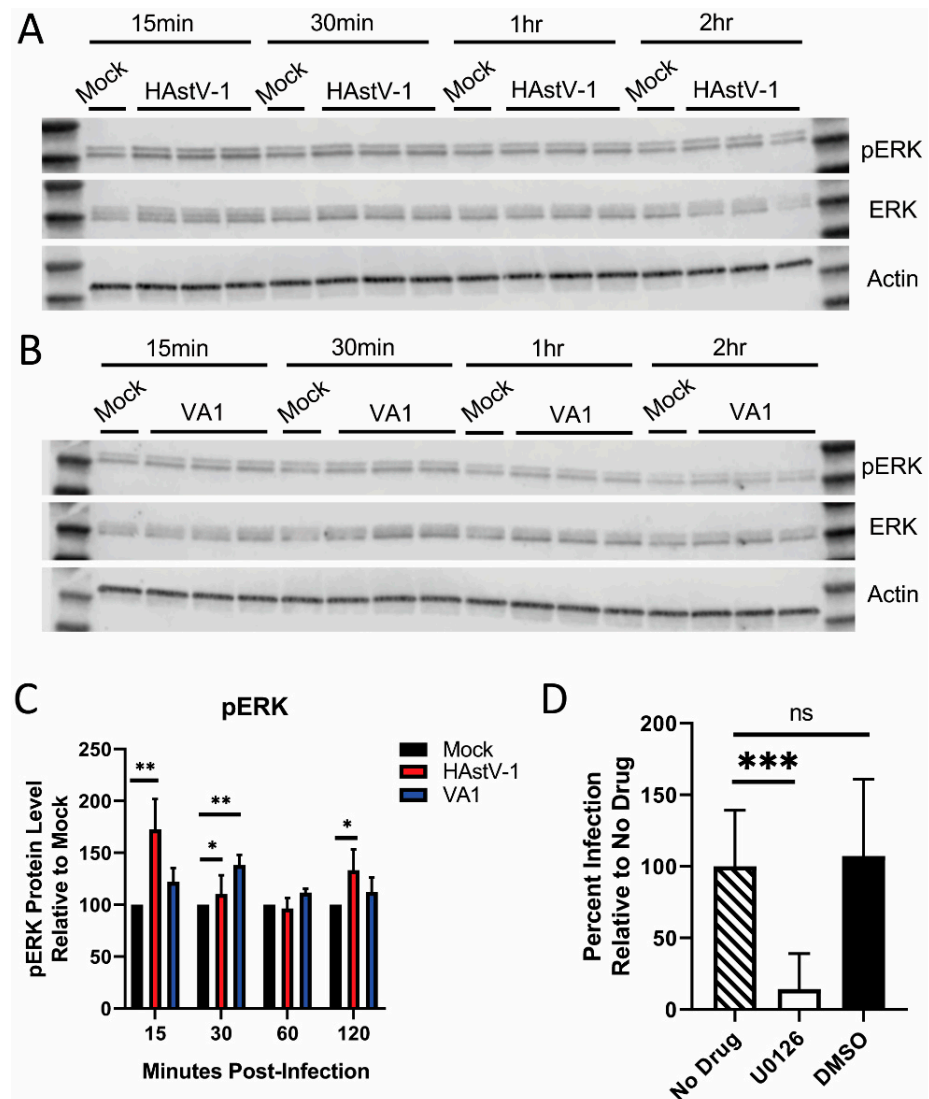 A
15min 30min 1hr 2hr
Mock HAstV-1 Mock HAstV-1 Mock HAstV-1 Mock HAstV-1
pERK
ERK
Actin
B
15min 30min 1hr 2hr
Mock VA1 Mock VA1 Mock VA1 Mock VA1
pERK
ERK
Actin
C
pERK
pERK Protein Level
Relative to Mock
250
200
150
100
50
0
** ** * *
15 30 60 120
Minutes Post-Infection
Mock
HAstV-1
VA1
D
Percent Infection
Relative to No Drug
200
150
100
50
0
ns
***
No Drug
U0126
DMSO